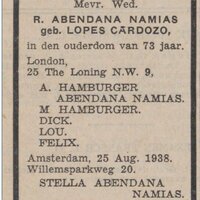 Mevr. Wed.
R. ABENDANA NAMIAS
geb. LOPES CARDOZO,
in den ouderdom van 73 jaar.
London,
25 The Loning N.W. 9,
A. HAMBURGER
ABENDANA NAMIAS.
M HAMBURGER.
DICK.
LOU.
FELIX.
Amsterdam, 25 Aug. 1938.
Willemsparkweg 20.
STELLA ABENDANA
NAMIAS.